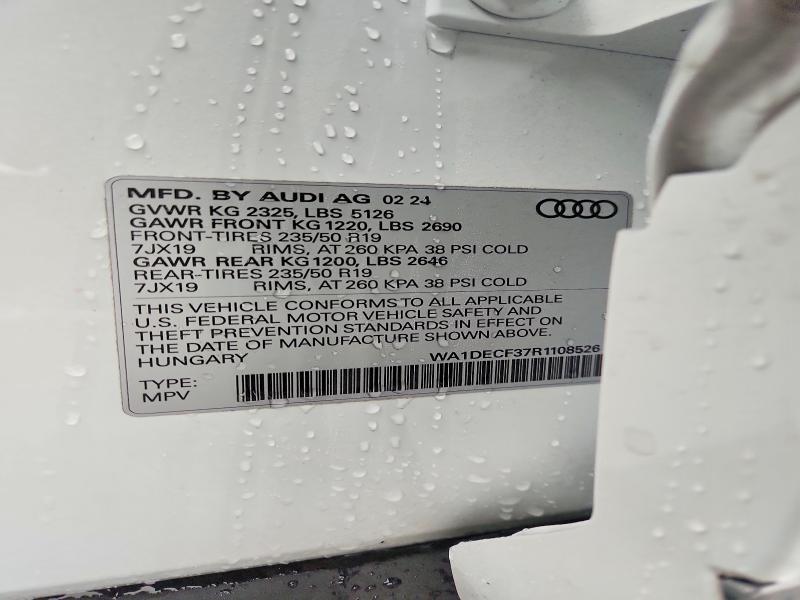 MFD. BY AUDI AG 02 24
GVWR KG 2325, LBS 5126
GAWR FRONT KG 1220, LBS 2690
FRONT-TIRES 235/50 R19
7JX19 RIMS, AT 260 KPA 38 PSI COLD
GAWR REAR KG 1200, LBS 2646
REAR-TIRES 235/50 R19
7JX19 RIMS, AT 260 KPA 38 PSI COLD
THIS VEHICLE CONFORMS TO ALL APPLICABLE
U.S. FEDERAL MOTOR VEHICLE SAFETY AND
THEFT PREVENTION STANDARDS IN EFFECT ON
THE DATE OF MANUFACTURE SHOWN ABOVE.
HUNGARY WA1DECF37R1108526
TYPE:
MPV